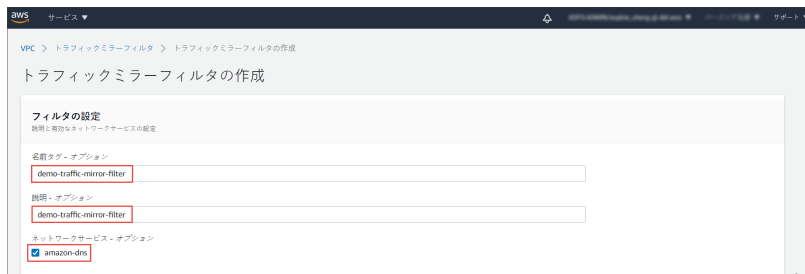 aws サービス サポート
VPC > トラフィックミラーフィルタ > トラフィックミラーフィルタの作成
トラフィックミラーフィルタの作成
フィルタの設定
説明と有効なネットワークサービスの設定
名前タグ - オプション
demo-traffic-mirror-filter
説明 - オプション
demo-traffic-mirror-filter
ネットワークサービス - オプション
amazon-dns